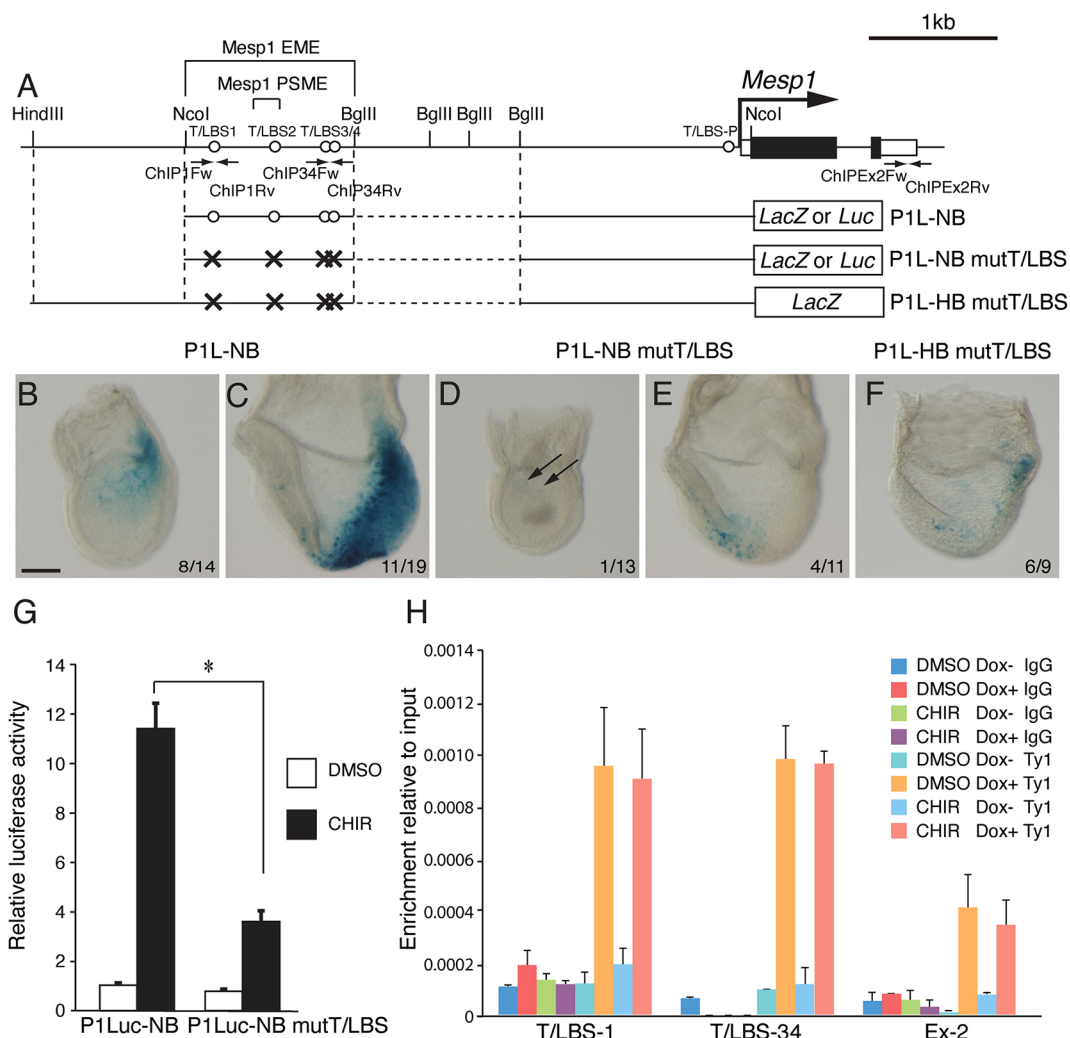 1kb
Mesp1 EME
A
Mesp1 PSME
Mesp1
HindIII NcoI BglII BglII BglII BglII NcoI
T/LBS1 T/LBS2 T/LBS3/4 T/LBS-P
ChIP1Fw ChIP34Fw ChIPEx2Fw
ChIP1Rv ChIP34Rv ChIPEx2Rv
LacZ or Luc P1L-NB
LacZ or Luc P1L-NB mutT/LBS
LacZ P1L-HB mutT/LBS
P1L-NB P1L-NB mutT/LBS P1L-HB mutT/LBS
B C D E F
8/14 11/19 1/13 4/11 6/9
G
Relative luciferase activity
14
12
10
8
6
4
2
0
*
DMSO
CHIR
P1Luc-NB P1Luc-NB mutT/LBS
H
Enrichment relative to input
0.0014
0.0012
0.0010
0.0008
0.0006
0.0004
0.0002
0
DMSO Dox- IgG
DMSO Dox+ IgG
CHIR Dox- IgG
CHIR Dox+ IgG
DMSO Dox- Ty1
DMSO Dox+ Ty1
CHIR Dox- Ty1
CHIR Dox+ Ty1
T/LBS-1 T/LBS-34 Ex-2